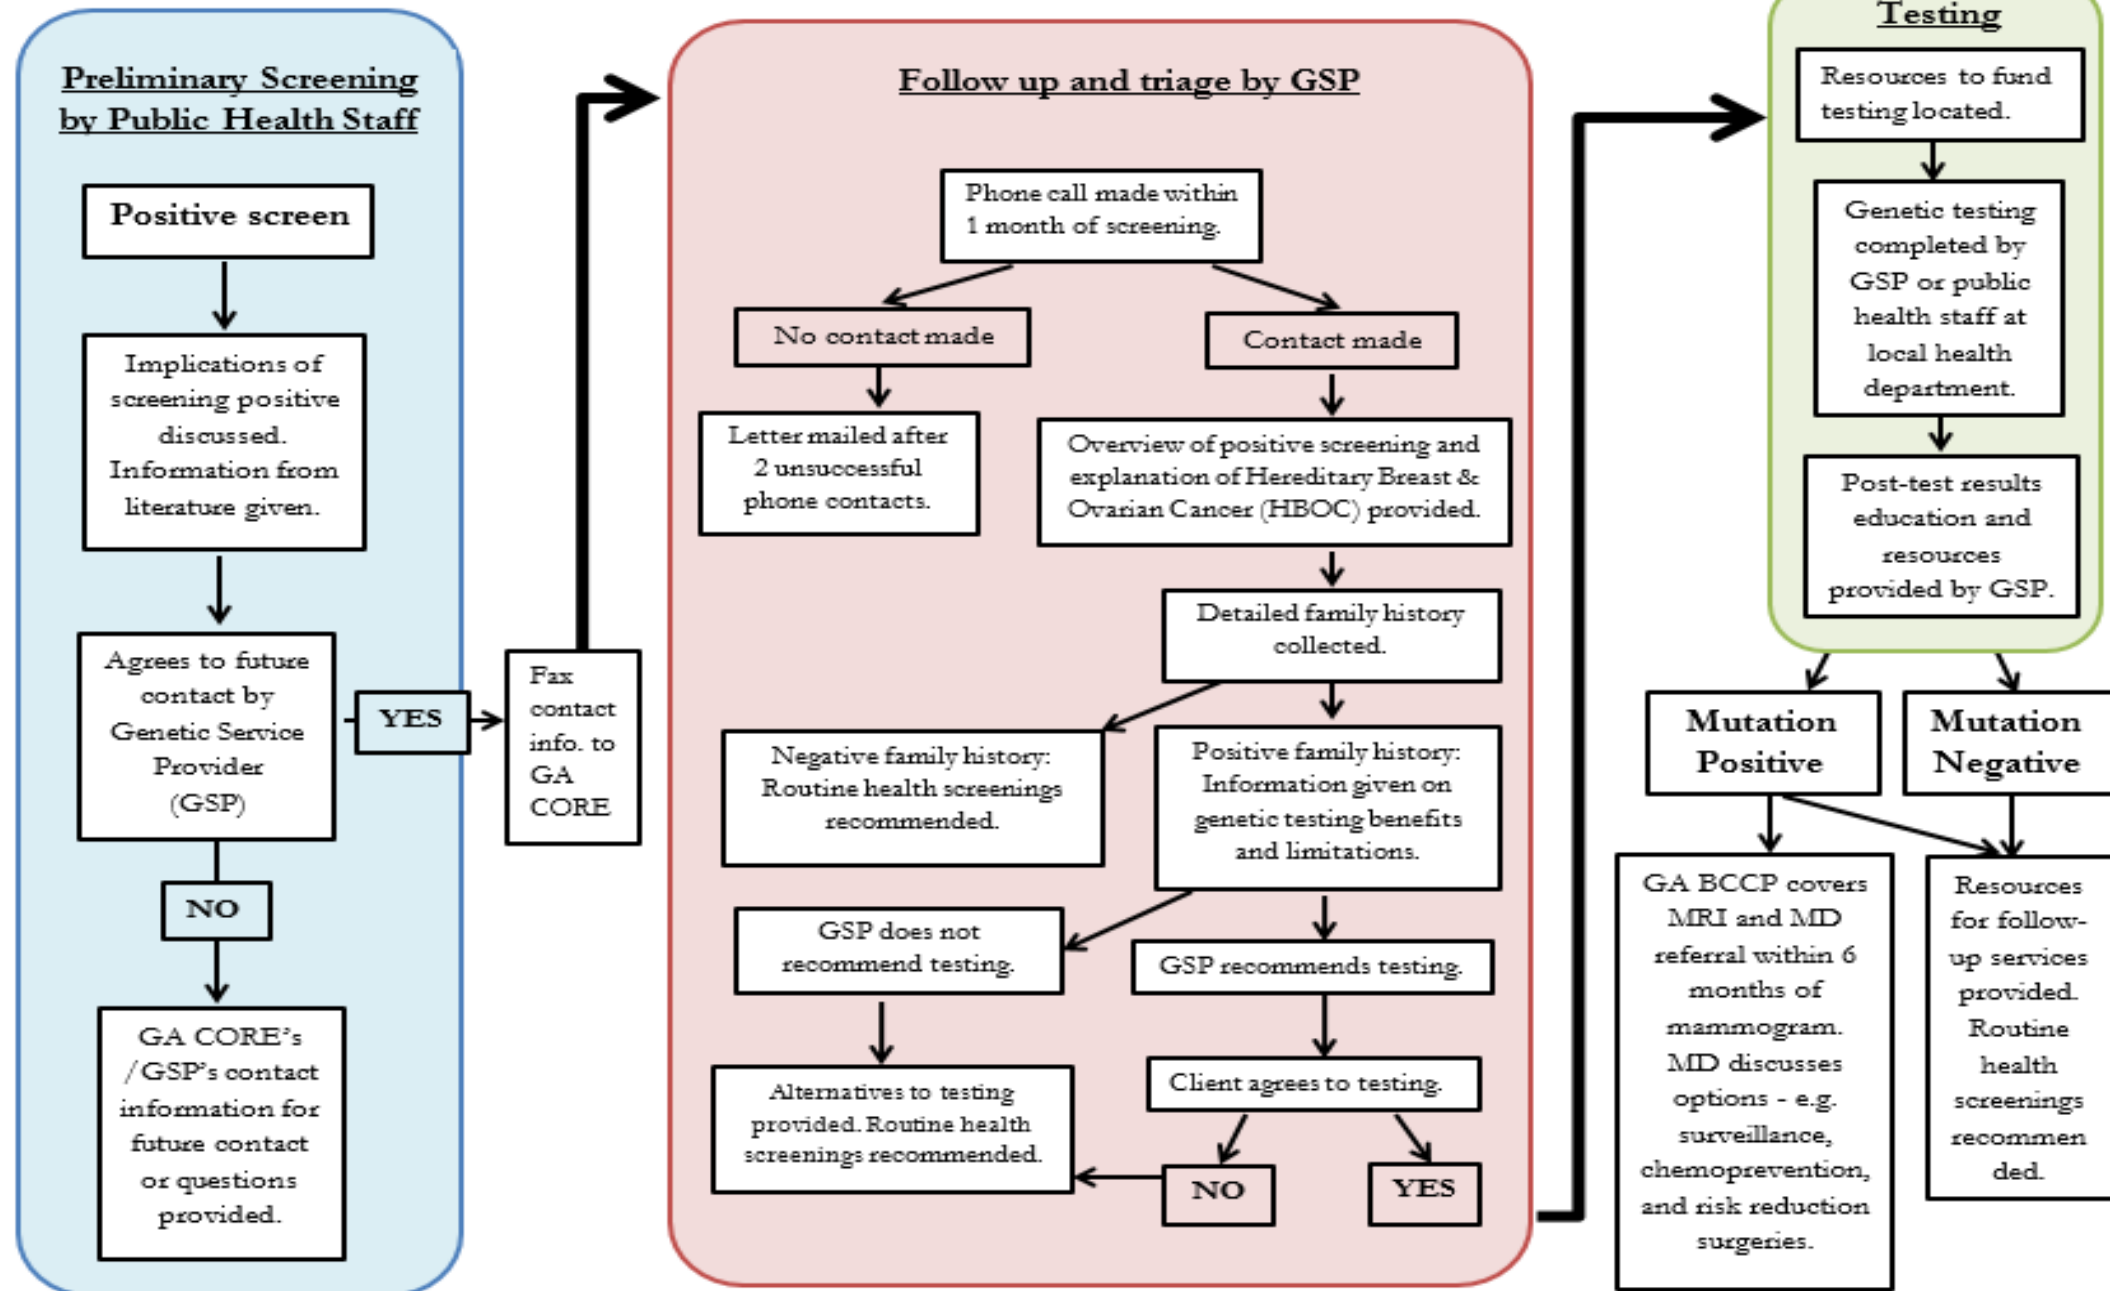 Preliminary Screening
by Public Health Staff
Positive screen
Implications of
screening positive
discussed.
Information from
literature given.
Agrees to future
contact by
Genetic Service
Provider
(GSP)
YES
NO
GA CORE's
/GSP's contact
information for
future contact
or questions
provided.
Fax
contact
info. to
GA
CORE
Follow up and triage by GSP
Phone call made within
1 month of screening.
No contact made
Contact made
Letter mailed after
2 unsuccessful
phone contacts.
Overview of positive screening and
explanation of Hereditary Breast &
Ovarian Cancer (HBOC) provided.
Detailed family history
collected.
Negative family history:
Routine health screenings
recommended.
Positive family history:
Information given on
genetic testing benefits
and limitations.
GSP does not
recommend testing.
GSP recommends testing.
Alternatives to testing
provided. Routine health
screenings recommended.
Client agrees to testing.
NO
YES
Testing
Resources to fund
testing located.
Genetic testing
completed by
GSP or public
health staff at
local health
department.
Post-test results
education and
resources
provided by GSP.
Mutation
Positive
Mutation
Negative
GA BCCP covers
MRI and MD
referral within 6
months of
mammogram.
MD discusses
options - e.g.
surveillance,
chemoprevention,
and risk reduction
surgeries.
Resources
for follow-
up services
provided.
Routine
health
screenings
recommen
ded.